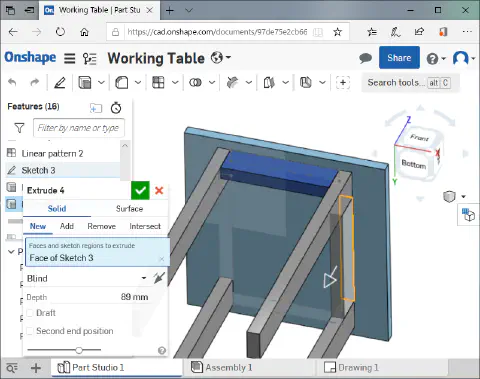 Working Table | Part Studio
https://cad.onshape.com/documents/97de75e2cb66
Onshape
Working Table
Share
Search tools...
alt
C
Features (16)
Filter by name or type
Linear pattern 2
Sketch 3
Extrude 4
Solid
Surface
New
Add
Remove
Intersect
Faces and sketch regions to extrude
Face of Sketch 3
Blind
Depth
89 mm
Draft
Second end position
Z
Front
Bottom
X
Y
Part Studio 1
Assembly 1
Drawing 1